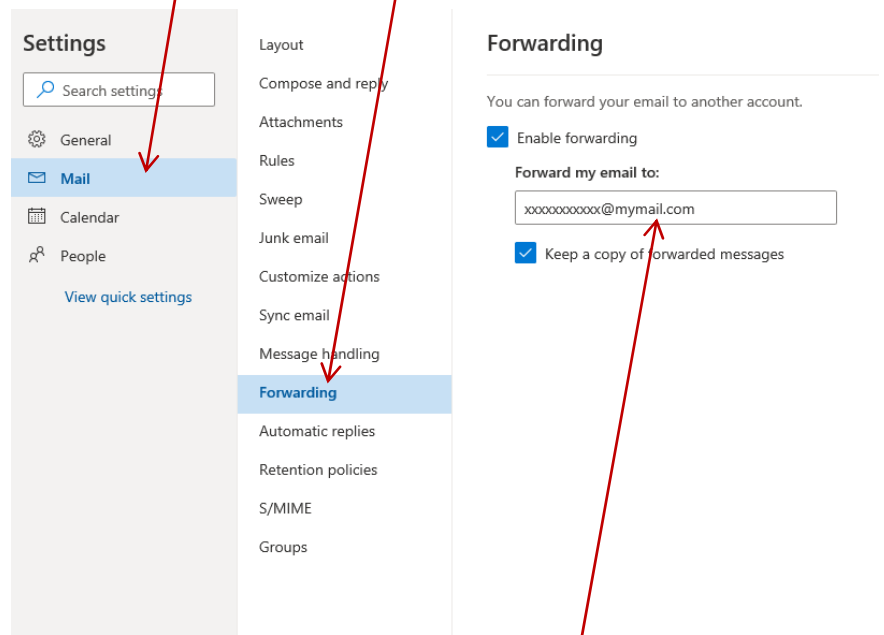 Settings
Search settings
General
Mail
Calendar
People
View quick settings
Layout
Compose and reply
Attachments
Rules
Sweep
Junk email
Customize actions
Sync email
Message handling
Forwarding
Automatic replies
Retention policies
S/MIME
Groups
Forwarding
You can forward your email to another account.
Enable forwarding
Forward my email to:
xxxxxxxxxxx@mymail.com
Keep a copy of forwarded messages